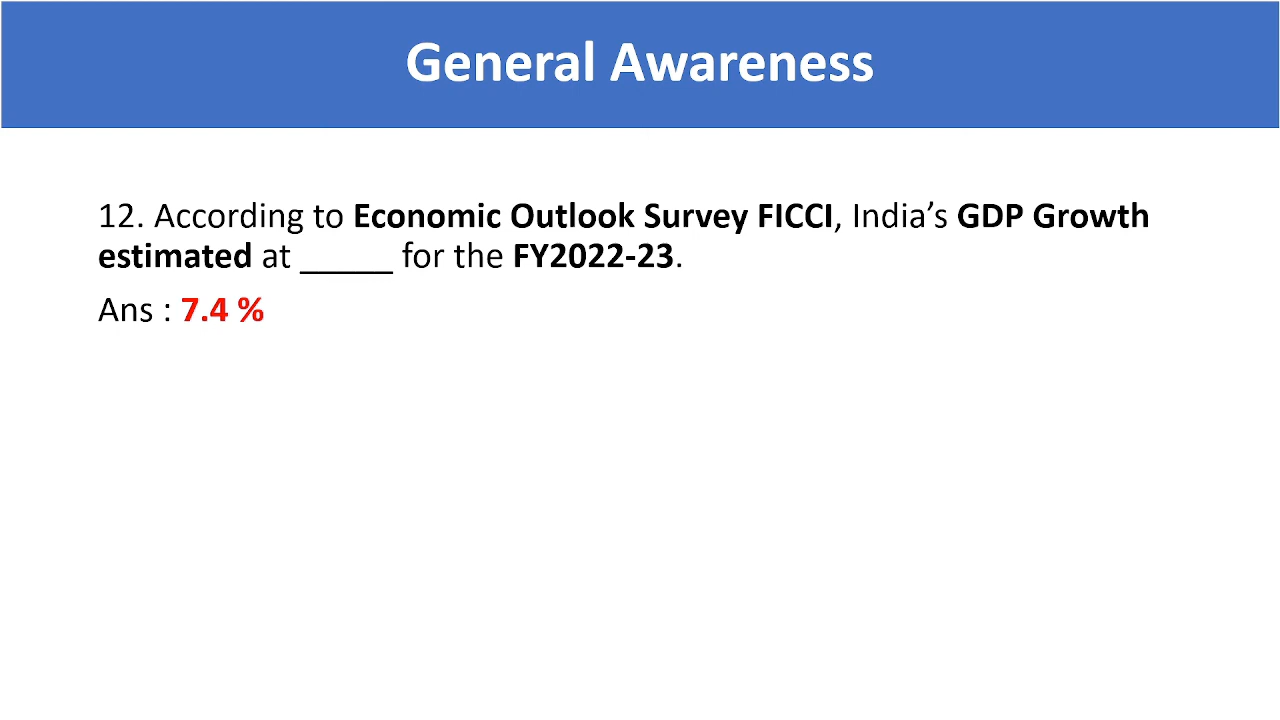 General Awareness
12. According to Economic Outlook Survey FICCI, India’s GDP Growth
estimated at _____ for the FY2022-23.
Ans : 7.4 %